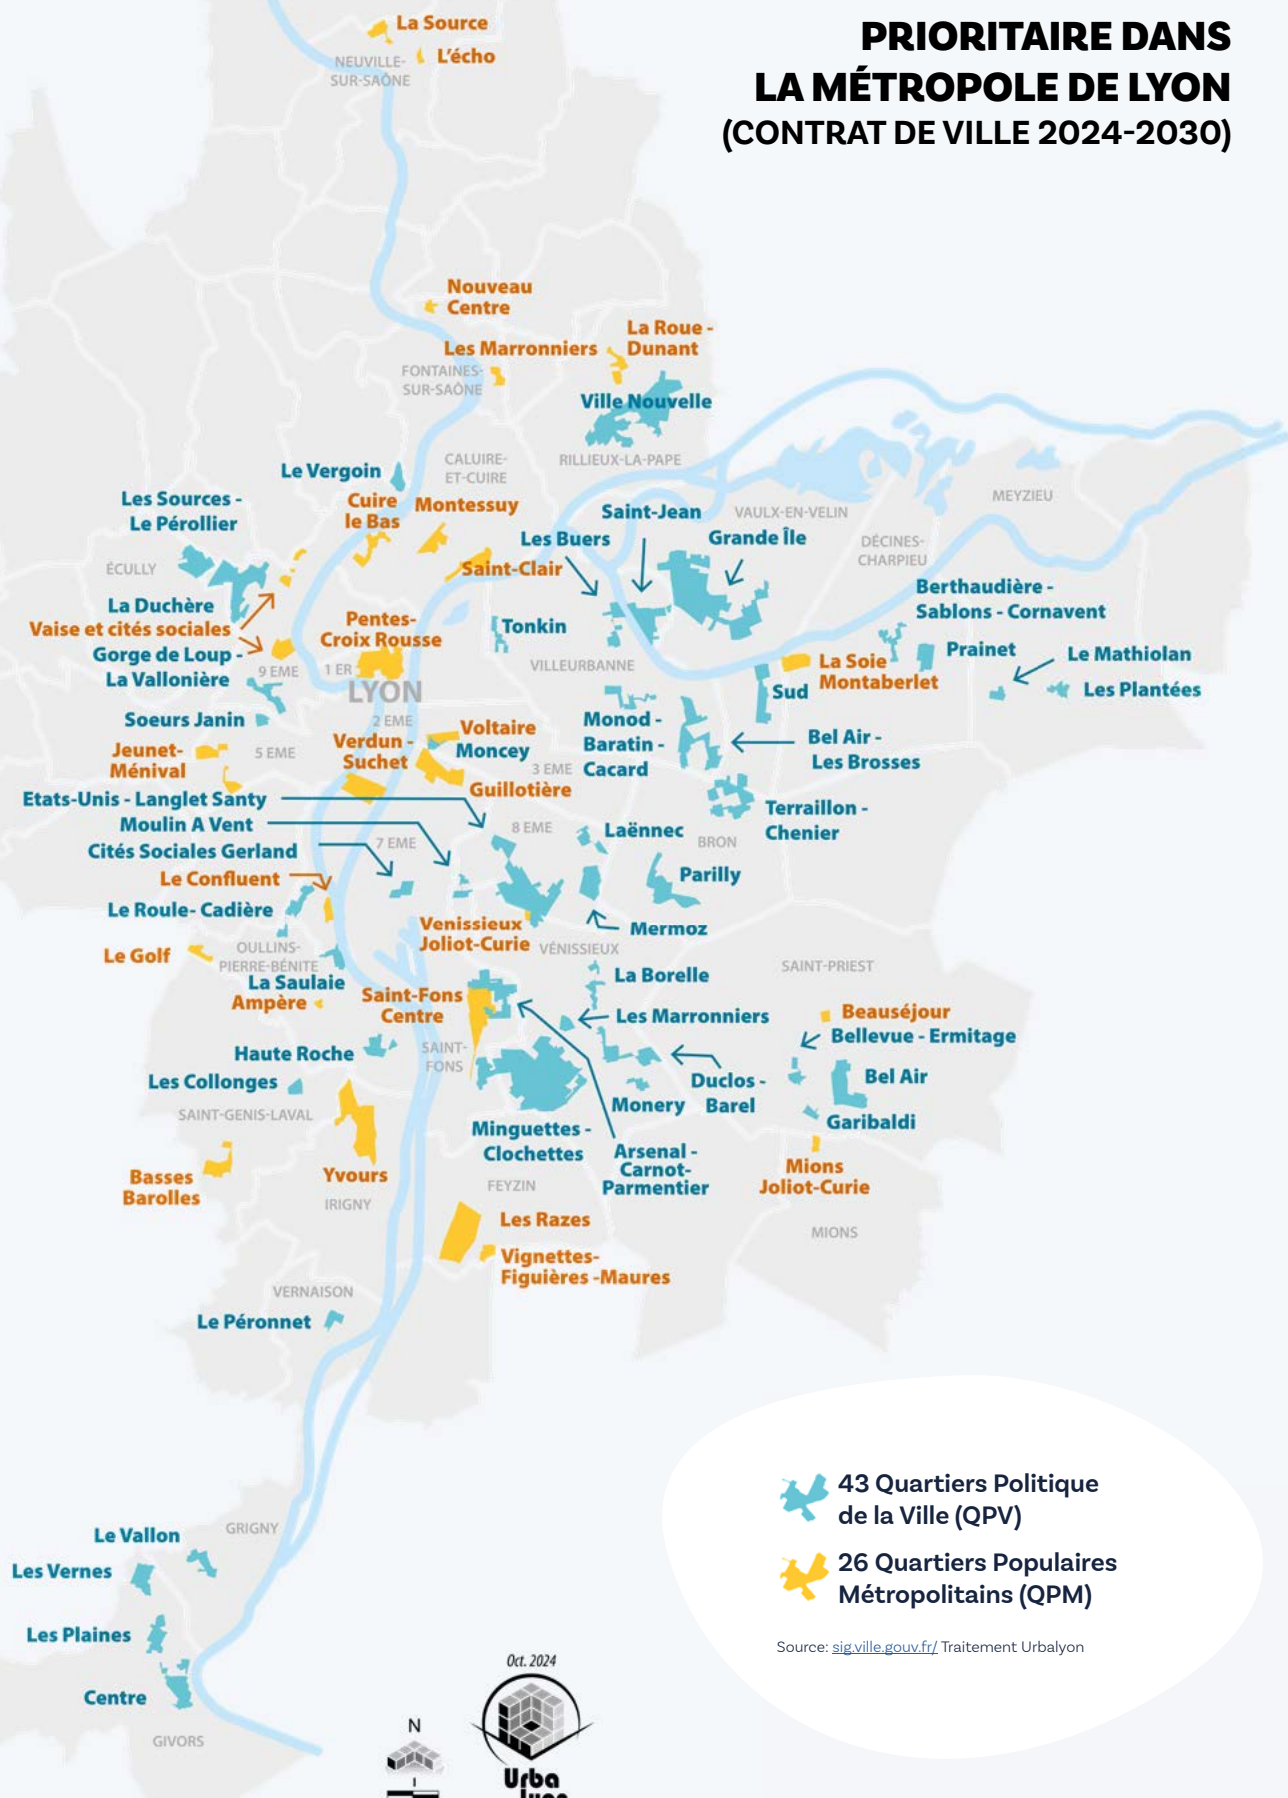 PRIORITAIRE DANS
LA MÉTROPOLE DE LYON
(CONTRAT DE VILLE 2024-2030)
La Source
L'écho
NEUVILLE-
SUR-SAÔNE
Nouveau
Centre
La Roue -
Dunant
Les Marronniers
FONTAINES-
SUR-SAÔNE
Ville Nouvelle
Le Vergoin
CALUIRE-
ET-CUIRE
RILLIEUX-LA-PAPE
Les Sources -
Le Pérollier
Cuire
le Bas
Montessuy
Saint-Jean
VAULX-EN-VELIN
MEYZIEU
Les Buers
Grande Île
DÉCINES-
CHARPIEU
ÉCULLY
Saint-Clair
Berthaudière -
Sablons - Cornavent
La Duchère
Vaise et cités sociales
Gorge de Loup -
La Vallonière
Pentes-
Croix Rousse
Tonkin
VILLEURBANNE
9 EME
1 ER
LYON
La Soie
Montaberlet
Prainet
Le Mathiolan
Les Plantées
Sud
Soeurs Janin
2 EME
Jeunet-
Ménival
5 EME
Verdun -
Suchet
Voltaire
Moncey
3 EME
Monod -
Baratin -
Cacard
Bel Air -
Les Brosses
Guillotière
Etats-Unis - Langlet Santy
Moulin A Vent
Cités Sociales Gerland
7 EME
8 EME
Laënnec
BRON
Terraillon -
Chenier
Le Confluent
Parilly
Le Roule- Cadière
Venissieux
Joliot-Curie
Mermoz
VÉNISSIEUX
Le Golf
OULLINS-
PIERRE-BÉNITE
La Saulaie
Ampère
Saint-Fons
Centre
La Borelle
SAINT-PRIEST
Les Marronniers
Beauséjour
Bellevue - Ermitage
Haute Roche
SAINT-
FONS
Les Collonges
SAINT-GENIS-LAVAL
Duclos -
Barel
Monery
Bel Air
Garibaldi
Minguettes -
Clochettes
Arsenal -
Carnot-
Parmentier
Basses
Barolles
Yvours
IRIGNY
FEYZIN
Mions
Joliot-Curie
MIONS
Les Razes
Vignettes-
Figuières -Maures
VERNAISON
Le Péronnet
43 Quartiers Politique
de la Ville (QPV)
26 Quartiers Populaires
Métropolitains (QPM)
Source: sig.ville.gouv.fr/ Traitement Urbalyon
Le Vallon
GRIGNY
Les Vernes
Les Plaines
Centre
GIVORS
Oct. 2024
N
Urba
lyon